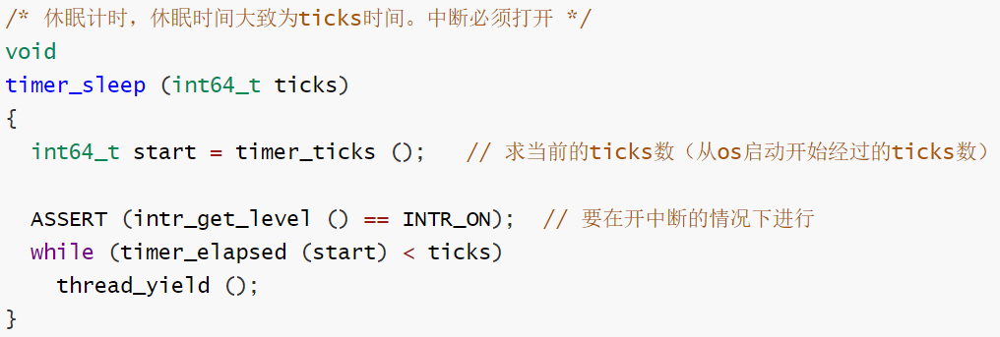 /* 休眠计时，休眠时间大致为ticks时间。中断必须打开 */
void
timer_sleep (int64_t ticks)
{
  int64_t start = timer_ticks ();   // 求当前的ticks数（从os启动开始经过的ticks数）
  ASSERT (intr_get_level () == INTR_ON);  // 要在开中断的情况下进行
  while (timer_elapsed (start) < ticks)
    thread_yield ();
}